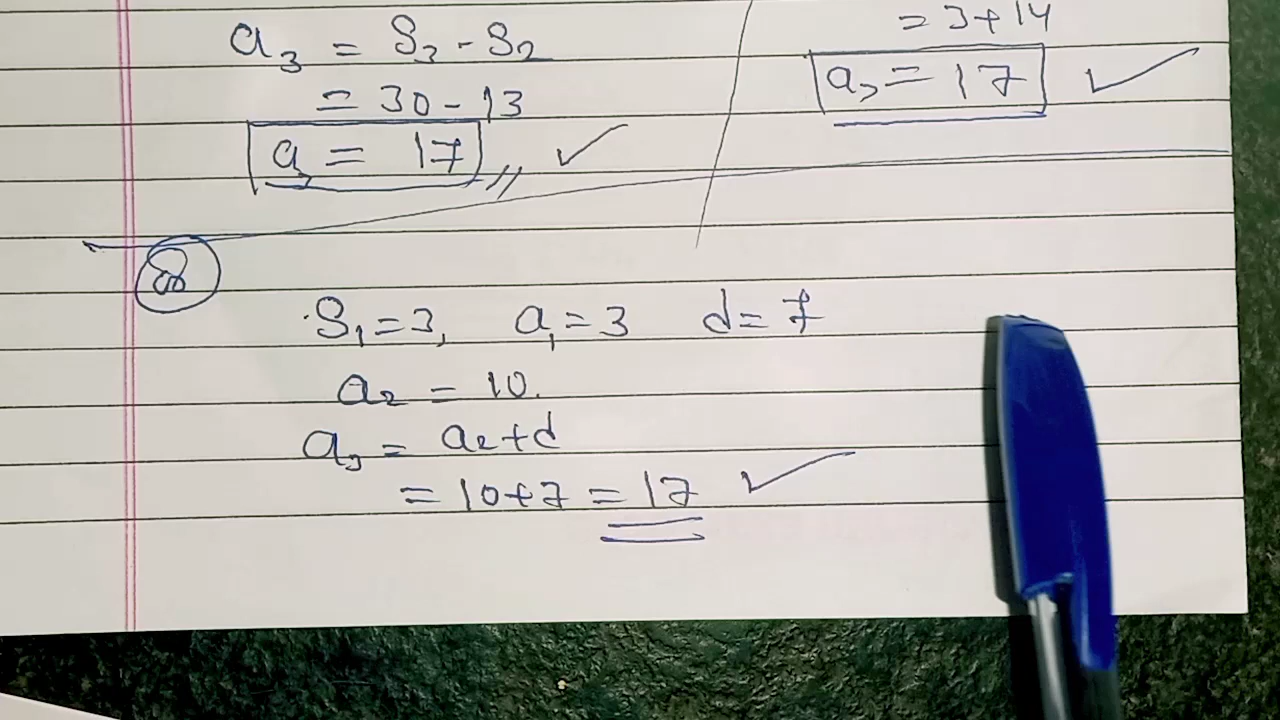 a₃ = S₃ - S₂
= 30 - 13
a₃ = 17
= 3 + 14
a₃ = 17
S₁ = 3, a₁ = 3 d = 7
a₂ = 10.
a₃ = a₂ + d
= 10 + 7 = 17